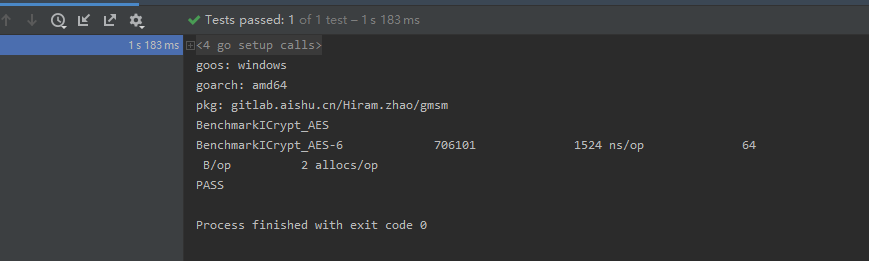 Tests passed: 1 of 1 test – 1 s 183 ms
1 s 183 ms
<4 go setup calls>
goos: windows
goarch: amd64
pkg: gitlab.aishu.cn/Hiram.zhao/gmsm
BenchmarkICrypt_AES
BenchmarkICrypt_AES-6 706101 1524 ns/op 64
B/op 2 allocs/op
PASS
Process finished with exit code 0